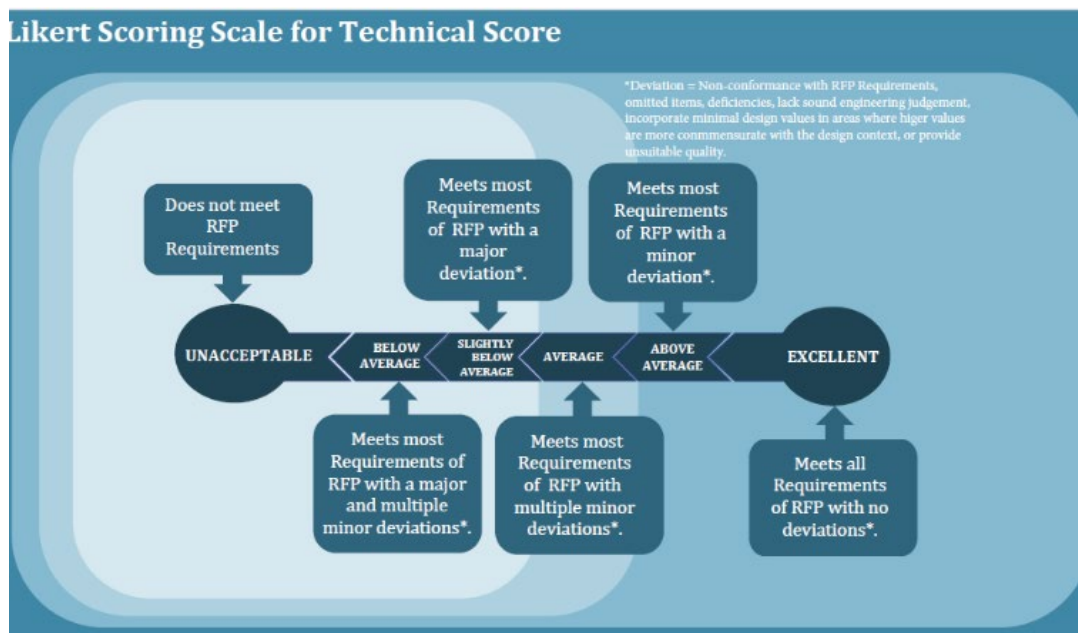 Likert Scoring Scale for Technical Score
*Deviation = Non-conformance with RFP Requirements,
omitted items, deficiencies, lack sound engineering judgement,
incorporate minimal design values in areas where higer values
are more conmmensurate with the design context, or provide
unsuitable quality.
Does not meet
RFP
Requirements
Meets most
Requirements
of RFP with a
major
deviation*.
Meets most
Requirements
of RFP with a
minor
deviation*.
UNACCEPTABLE
BELOW
AVERAGE
SLIGHTLY
BELOW
AVERAGE
AVERAGE
ABOVE
AVERAGE
EXCELLENT
Meets most
Requirements of
RFP with a major
and multiple
minor deviations*.
Meets most
Requirements
of RFP with
multiple minor
deviations*.
Meets all
Requirements
of RFP with no
deviations*.